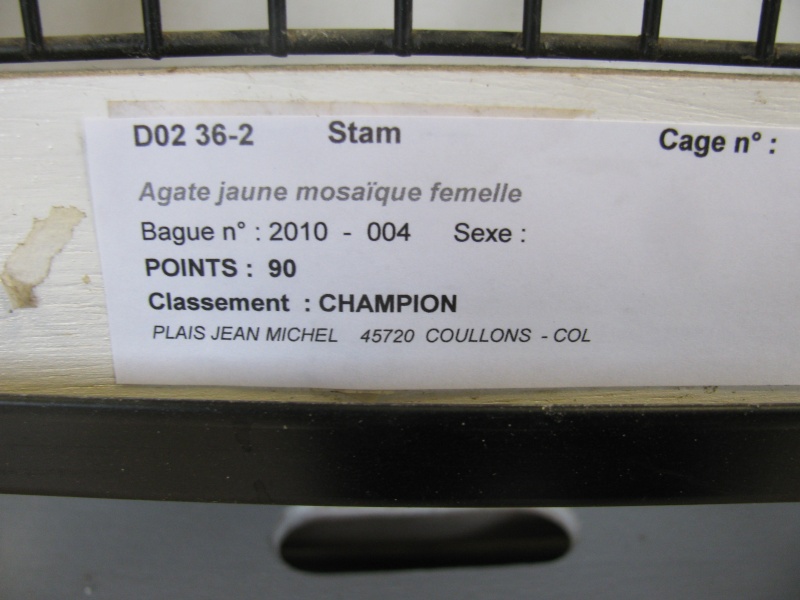 D02 36-2 Stam Cage n° :
Agate jaune mosaïque femelle
Bague n° : 2010 - 004 Sexe :
POINTS : 90
Classement : CHAMPION
PLAIS JEAN MICHEL 45720 COULLONS - COL